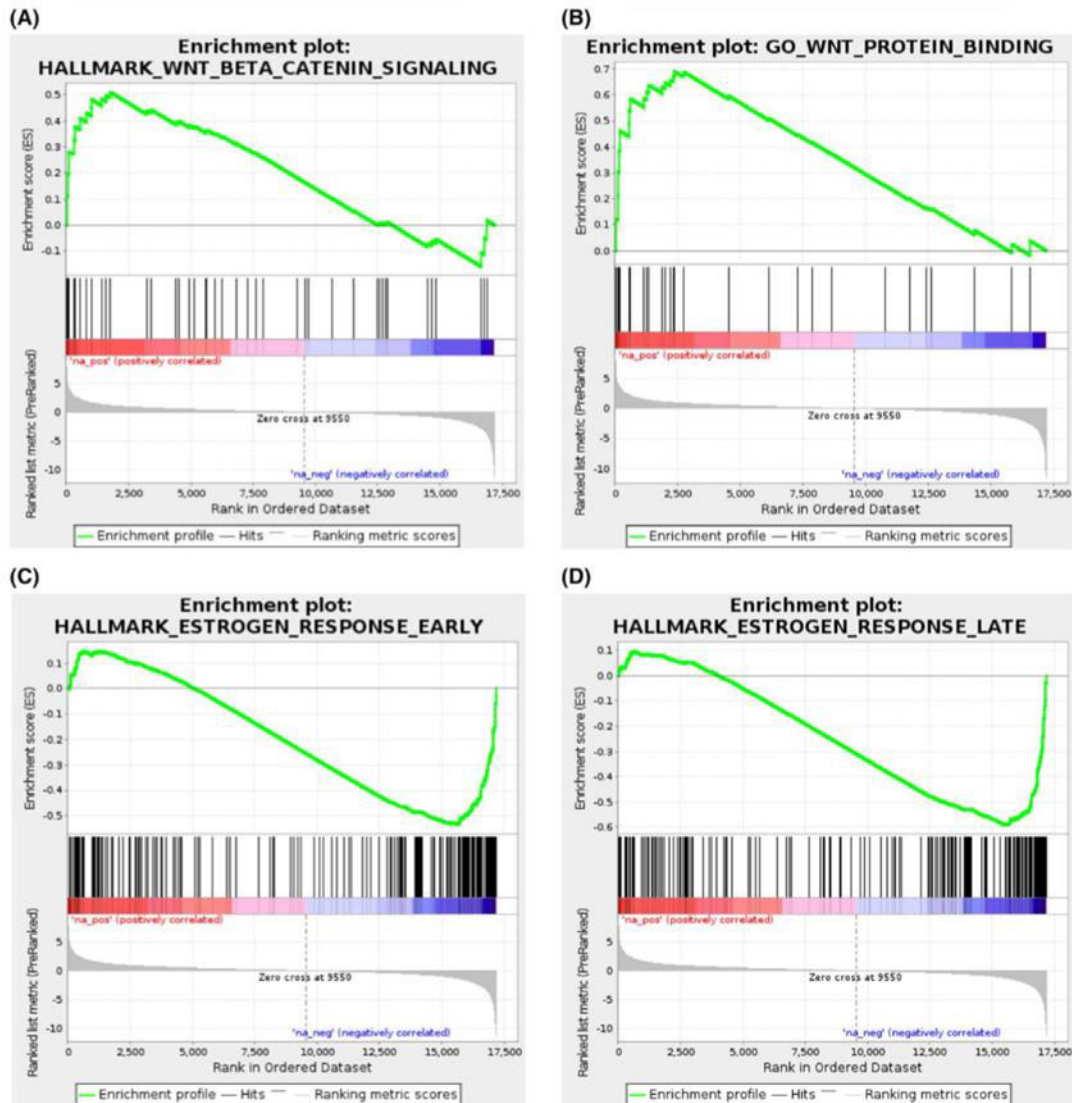 (A)
Enrichment plot:
HALLMARK_WNT_BETA_CATENIN_SIGNALING
Enrichment score (ES)
0.5
0.4
0.3
0.2
0.1
0.0
-0.1
'na_pos' (positively correlated)
Ranked list metric (PreRanked)
5
0
-5
-10
Zero cross at 9550
'na_neg' (negatively correlated)
0 2,500 5,000 7,500 10,000 12,500 15,000 17,500
Rank in Ordered Dataset
Enrichment profile Hits Ranking metric scores
(B)
Enrichment plot: GO_WNT_PROTEIN_BINDING
Enrichment score (ES)
0.7
0.6
0.5
0.4
0.3
0.2
0.1
0.0
'na_pos' (positively correlated)
Ranked list metric (PreRanked)
5
0
-5
-10
Zero cross at 9550
'na_neg' (negatively correlated)
0 2,500 5,000 7,500 10,000 12,500 15,000 17,500
Rank in Ordered Dataset
Enrichment profile Hits Ranking metric scores
(C)
Enrichment plot:
HALLMARK_ESTROGEN_RESPONSE_EARLY
Enrichment score (ES)
0.1
0.0
-0.1
-0.2
-0.3
-0.4
-0.5
'na_pos' (positively correlated)
Ranked list metric (PreRanked)
5
0
-5
-10
Zero cross at 9550
'na_neg' (negatively correlated)
0 2,500 5,000 7,500 10,000 12,500 15,000 17,500
Rank in Ordered Dataset
Enrichment profile Hits Ranking metric scores
(D)
Enrichment plot:
HALLMARK_ESTROGEN_RESPONSE_LATE
Enrichment score (ES)
0.1
0.0
-0.1
-0.2
-0.3
-0.4
-0.5
-0.6
'na_pos' (positively correlated)
Ranked list metric (PreRanked)
5
0
-5
-10
Zero cross at 9550
'na_neg' (negatively correlated)
0 2,500 5,000 7,500 10,000 12,500 15,000 17,500
Rank in Ordered Dataset
Enrichment profile Hits Ranking metric scores